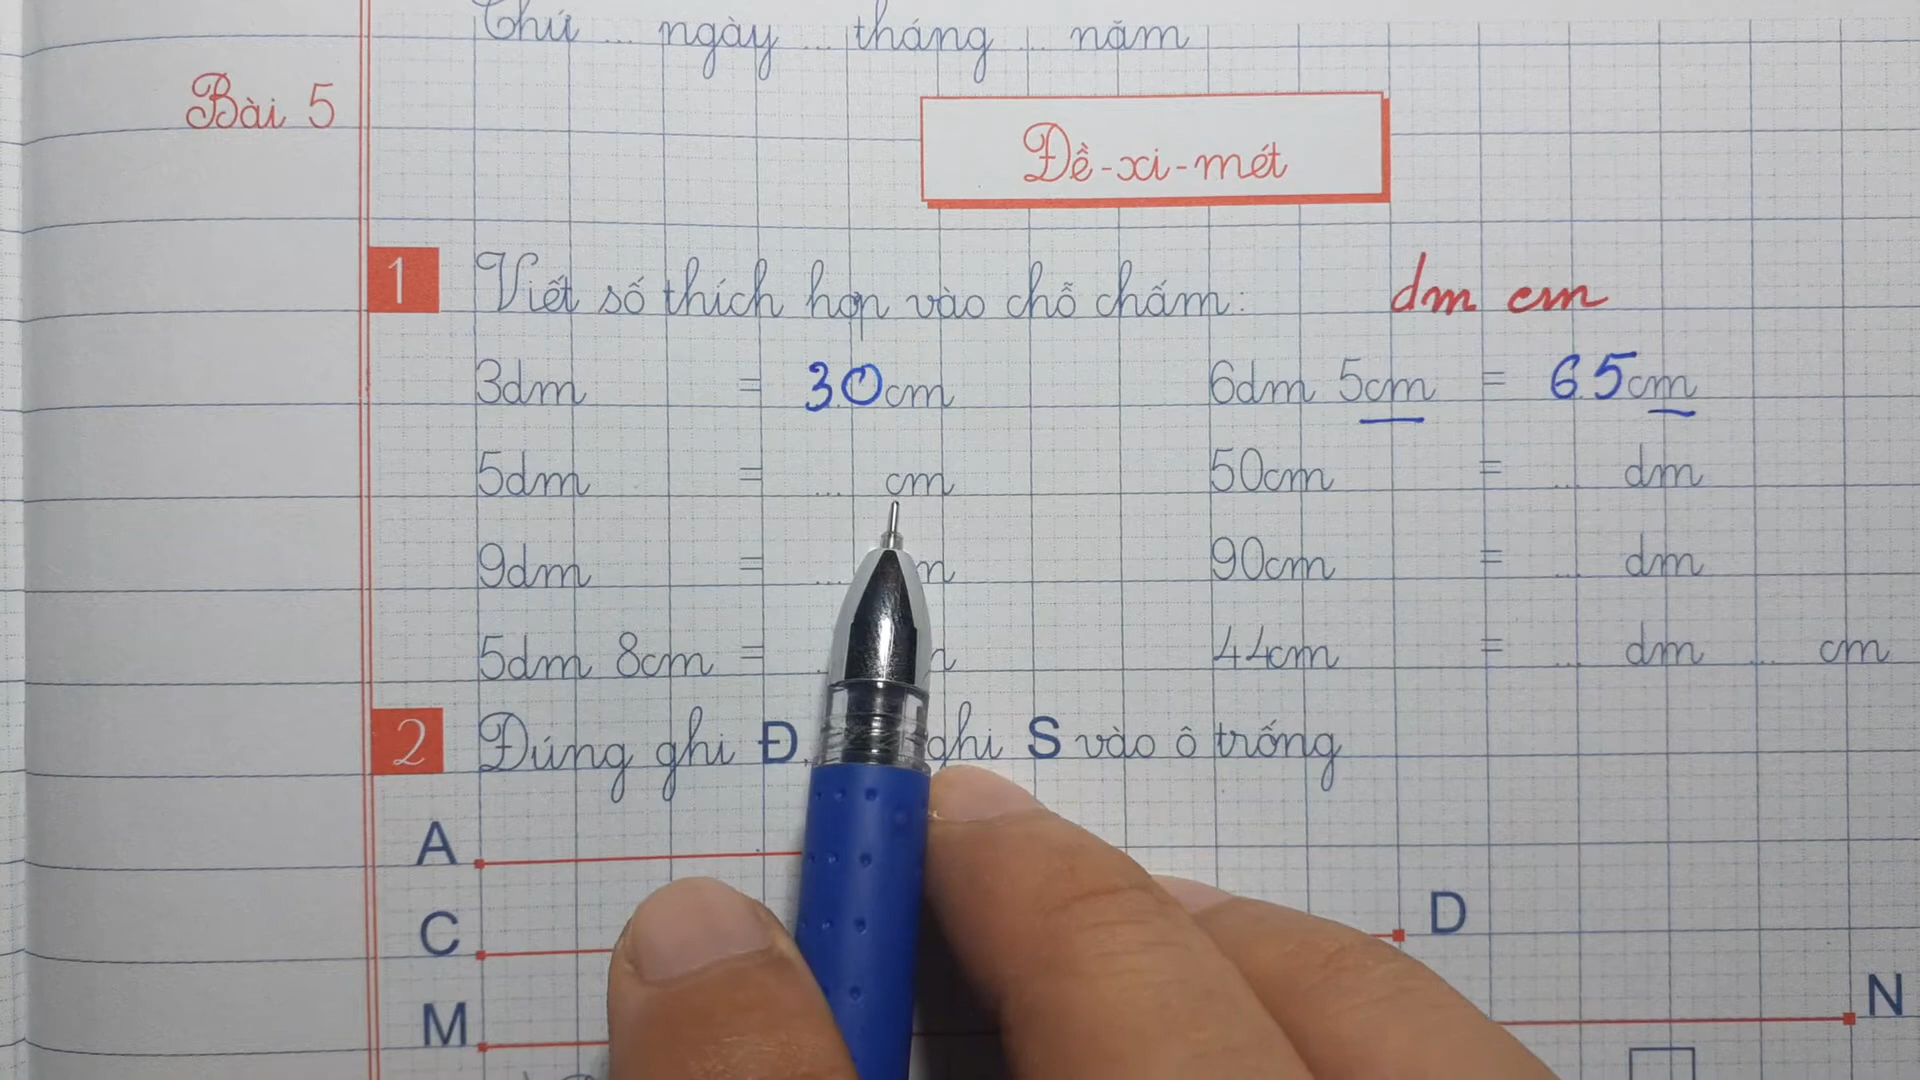 Thứ ... ngày ... tháng ... năm
Bài 5
Đề-xi-mét
1 Viết số thích hợp vào chỗ chấm: dm cm
3dm = 30cm 6dm 5cm = 65cm
5dm = ... cm 50cm = ... dm
9dm = ... 90cm = ... dm
5dm 8cm = ... 44cm = ... dm ... cm
2 Đúng ghi Đ, ghi S vào ô trống
A
C D
M N